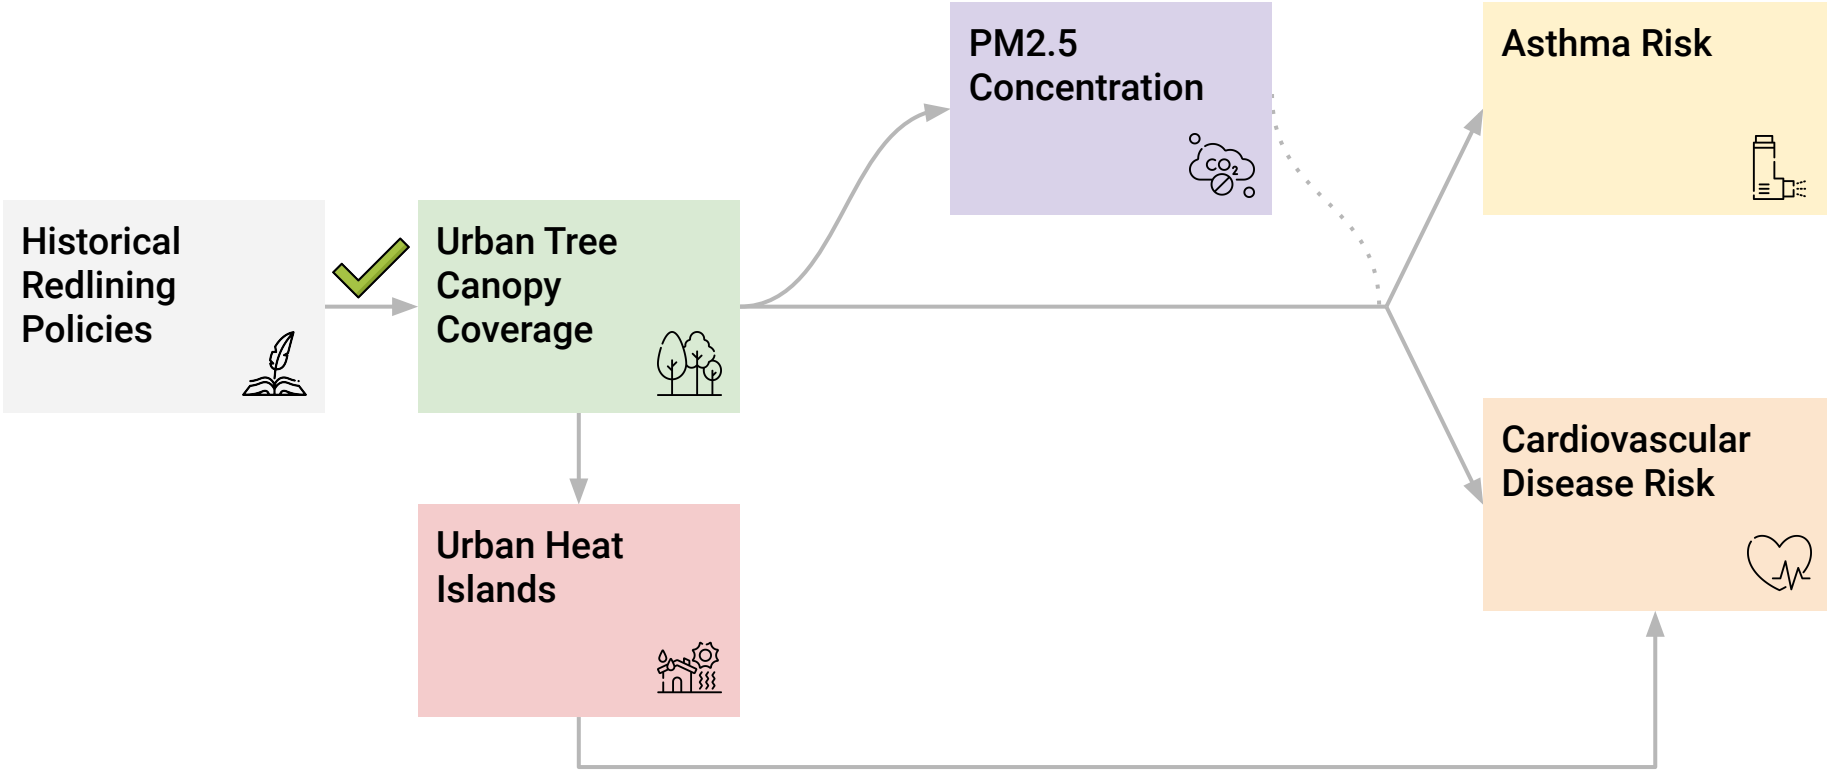 Historical
Redlining
Policies
Urban Tree
Canopy
Coverage
Urban Heat
Islands
PM2.5
Concentration
CO2
Asthma Risk
Cardiovascular
Disease Risk